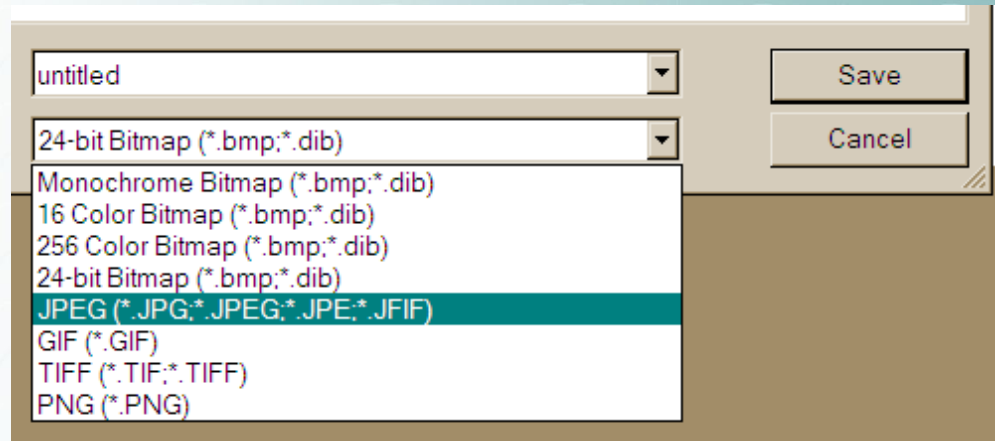 untitled
Save
24-bit Bitmap (*.bmp;*.dib)
Cancel
Monochrome Bitmap (*.bmp;*.dib)
16 Color Bitmap (*.bmp;*.dib)
256 Color Bitmap (*.bmp;*.dib)
24-bit Bitmap (*.bmp;*.dib)
JPEG (*.JPG;*.JPEG;*.JPE;*.JFIF)
GIF (*.GIF)
TIFF (*.TIF;*.TIFF)
PNG (*.PNG)